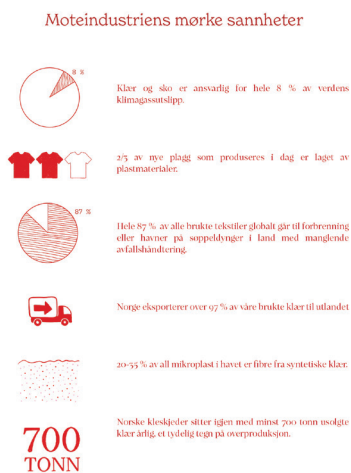 Moteindustriens mørke sannheter
8 %
Klær og sko er ansvarlig for hele 8 % av verdens
klimagassutslipp.
2/5 av nye plagg som produseres i dag er laget av
plastmaterialer.
87 %
Hele 87 % av alle brukte tekstiler globalt går til forbrenning
eller havner på søppeldynger i land med manglende
avfallshåndtering.
Norge eksporterer over 97 % av våre brukte klær til utlandet
20-35 % av all mikroplast i havet er fibre fra syntetiske klær.
700
TONN
Norske kleskjeder sitter igjen med minst 700 tonn usolgte
klær årlig, et tydelig tegn på overproduksjon.